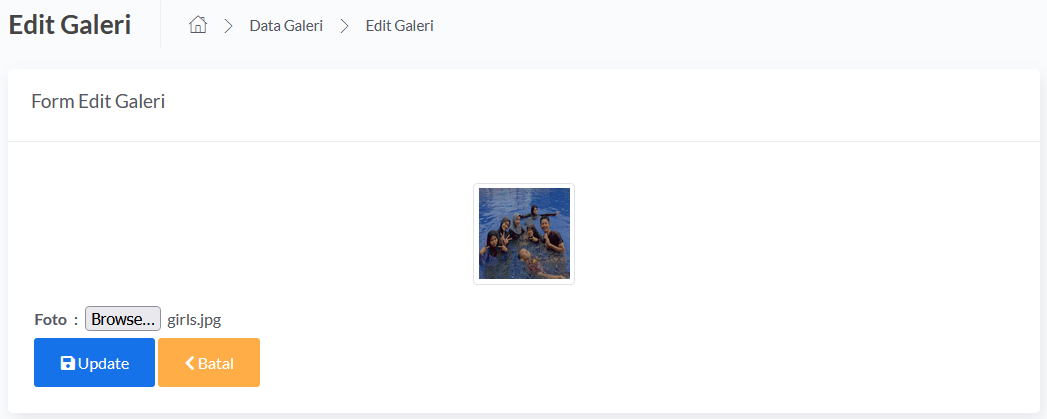 Edit Galeri
Data Galeri
Edit Galeri
Form Edit Galeri
Foto : Browse... girls.jpg
Update
Batal